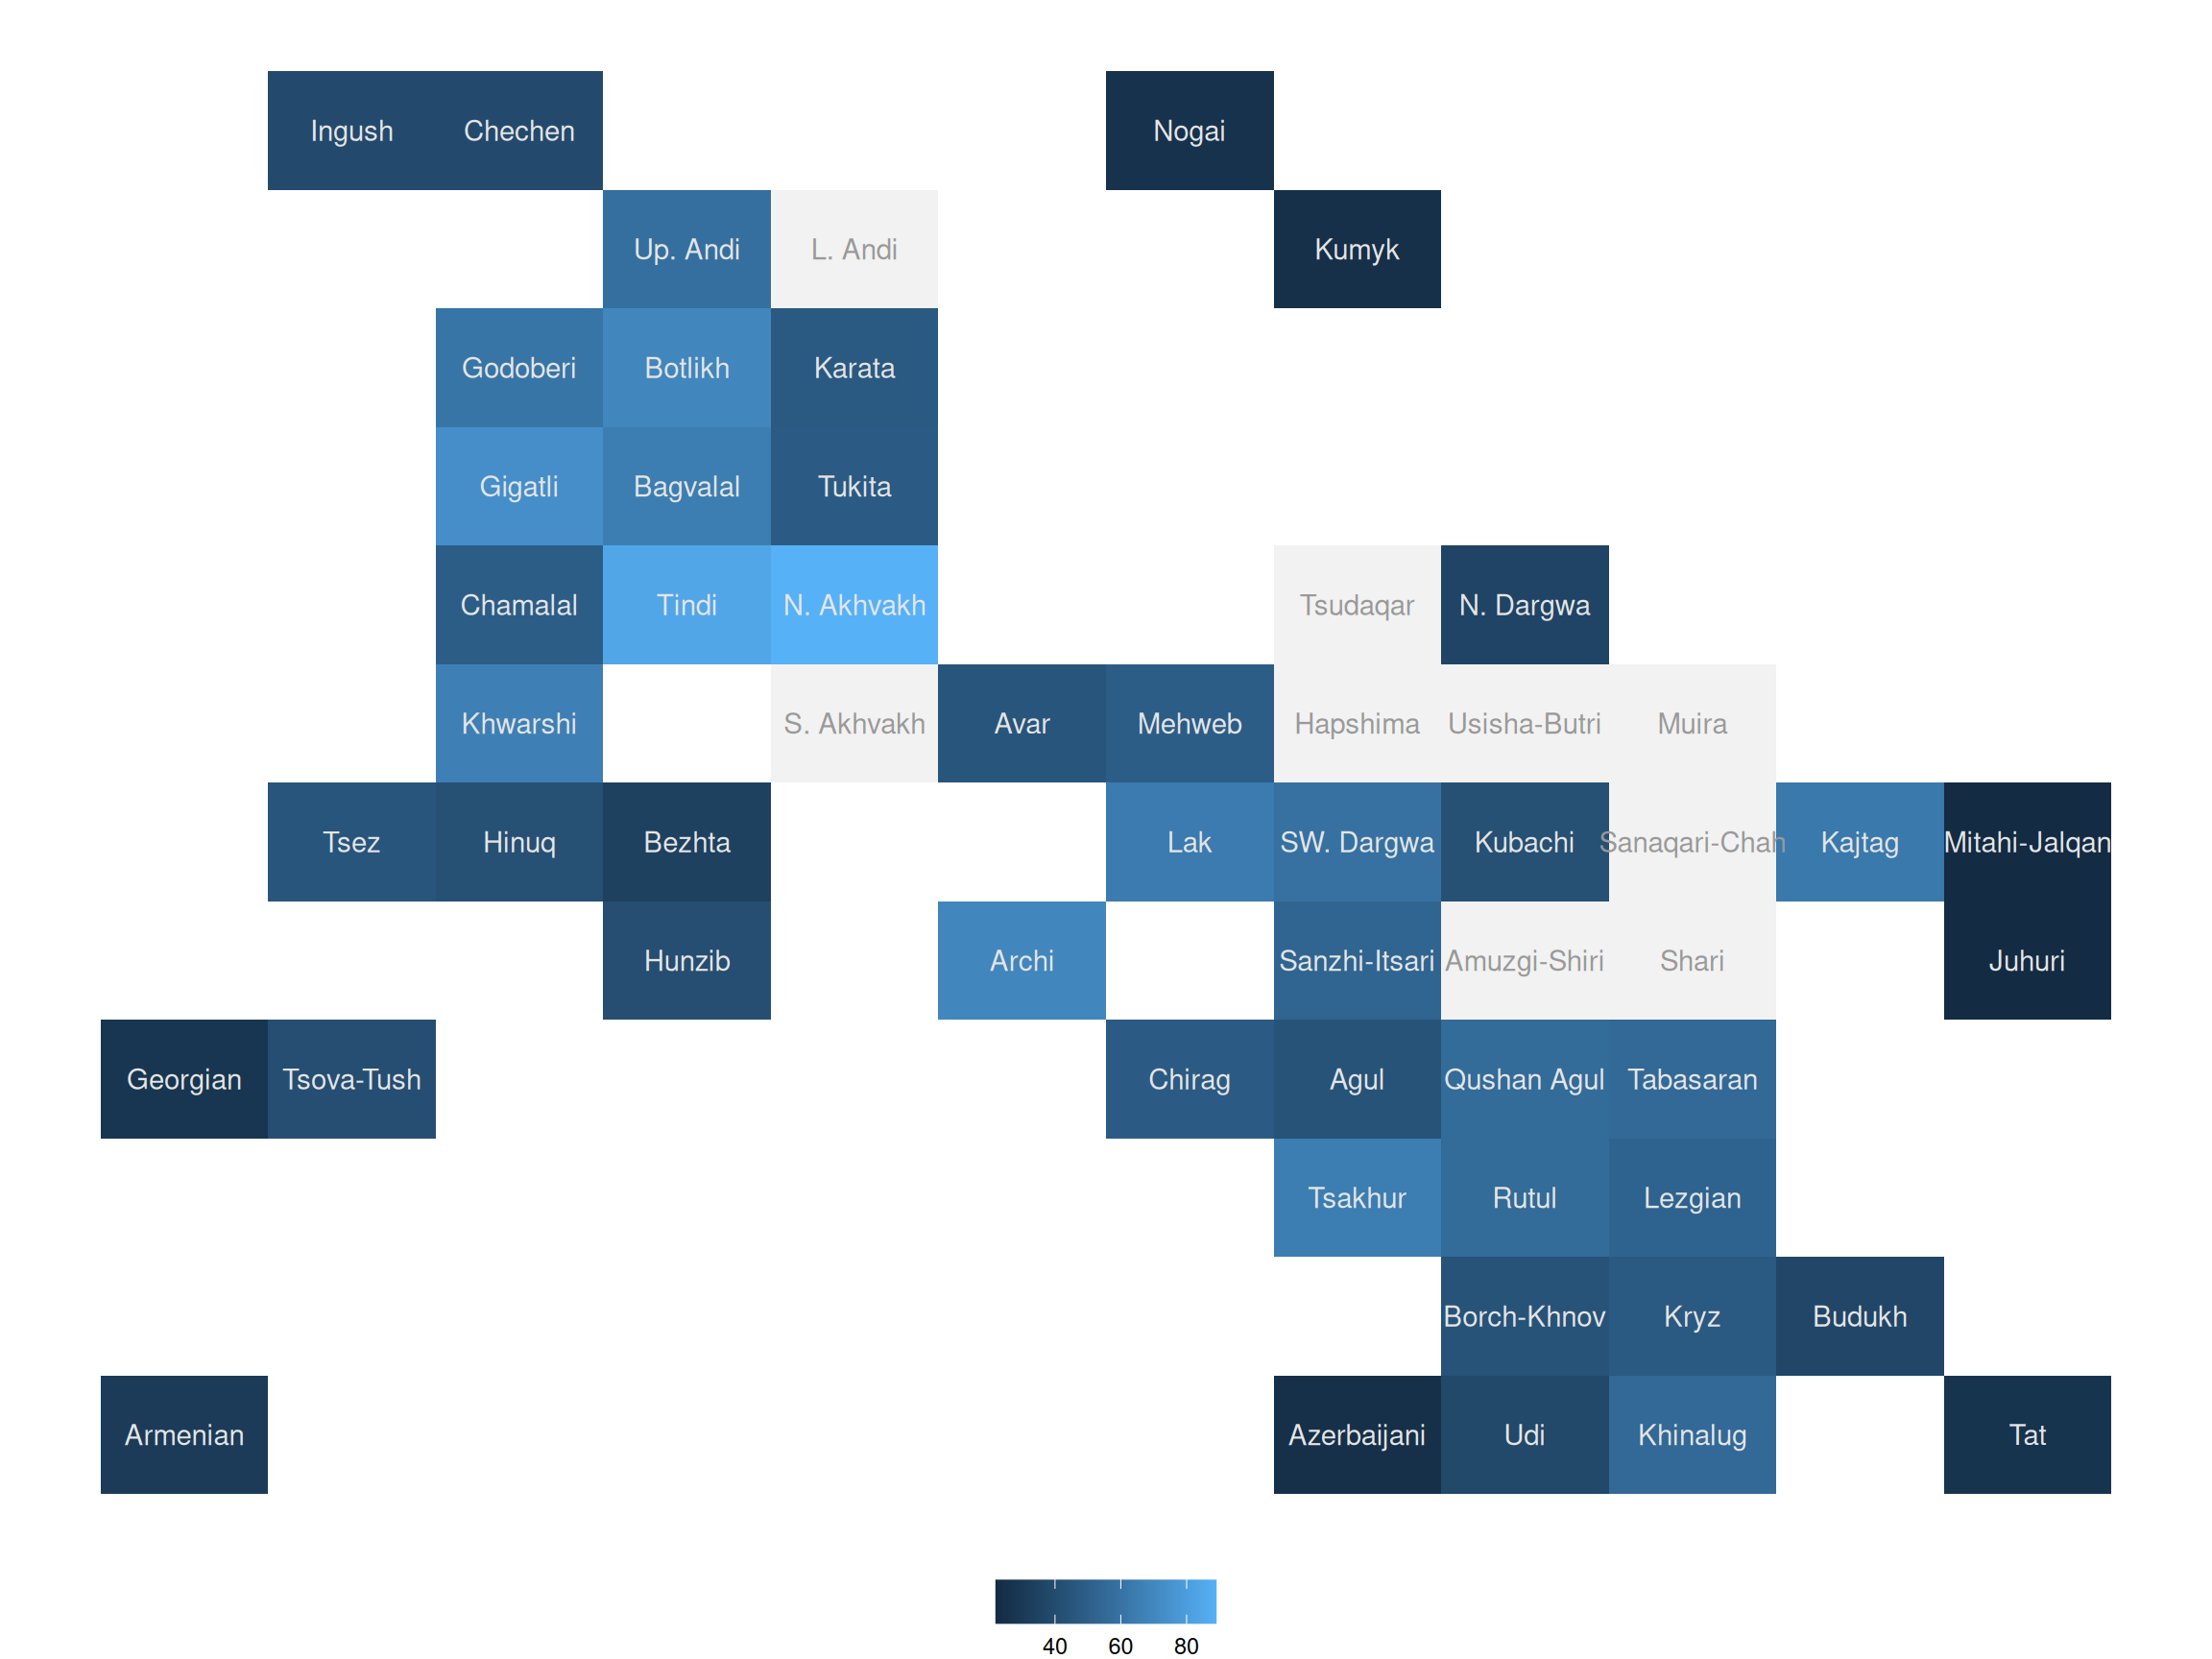 Ingush Chechen Nogai
Up. Andi L. Andi Kumyk
Godoberi Botlikh Karata
Gigatli Bagvalal Tukita
Chamalal Tindi N. Akhvakh Tsudaqar N. Dargwa
Khwarshi S. Akhvakh Avar Mehweb Hapshima Usisha-Butri Muira
Tsez Hinuq Bezhta Lak SW. Dargwa Kubachi Sanaqari-Chah Kajtag Mitahi-Jalqan
Hunzib Archi Sanzhi-Itsari Amuzgi-Shiri Shari Juhuri
Georgian Tsova-Tush Chirag Agul Qushan Agul Tabasaran
Tsakhur Rutul Lezgian
Borch-Khnov Kryz Budukh
Armenian Azerbaijani Udi Khinalug Tat
40 60 80